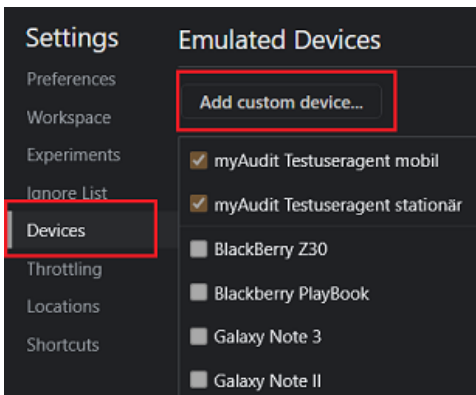 Settings
Preferences
Workspace
Experiments
Ignore List
Devices
Throttling
Locations
Shortcuts
Emulated Devices
Add custom device...
myAudit Testuseragent mobil
myAudit Testuseragent stationär
BlackBerry Z30
Blackberry PlayBook
Galaxy Note 3
Galaxy Note II